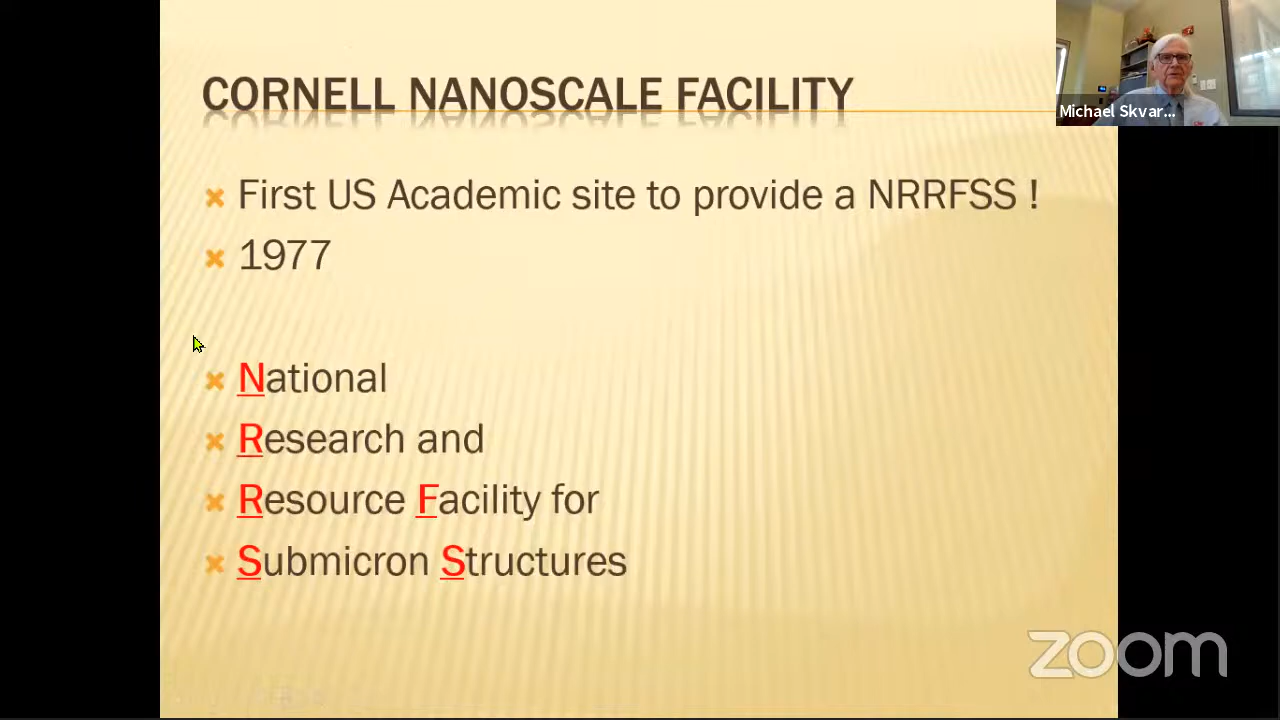 CORNELL NANOSCALE FACILITY
Michael Skvar...
First US Academic site to provide a NRRFSS !
1977
National
Research and
Resource Facility for
Submicron Structures
zoom